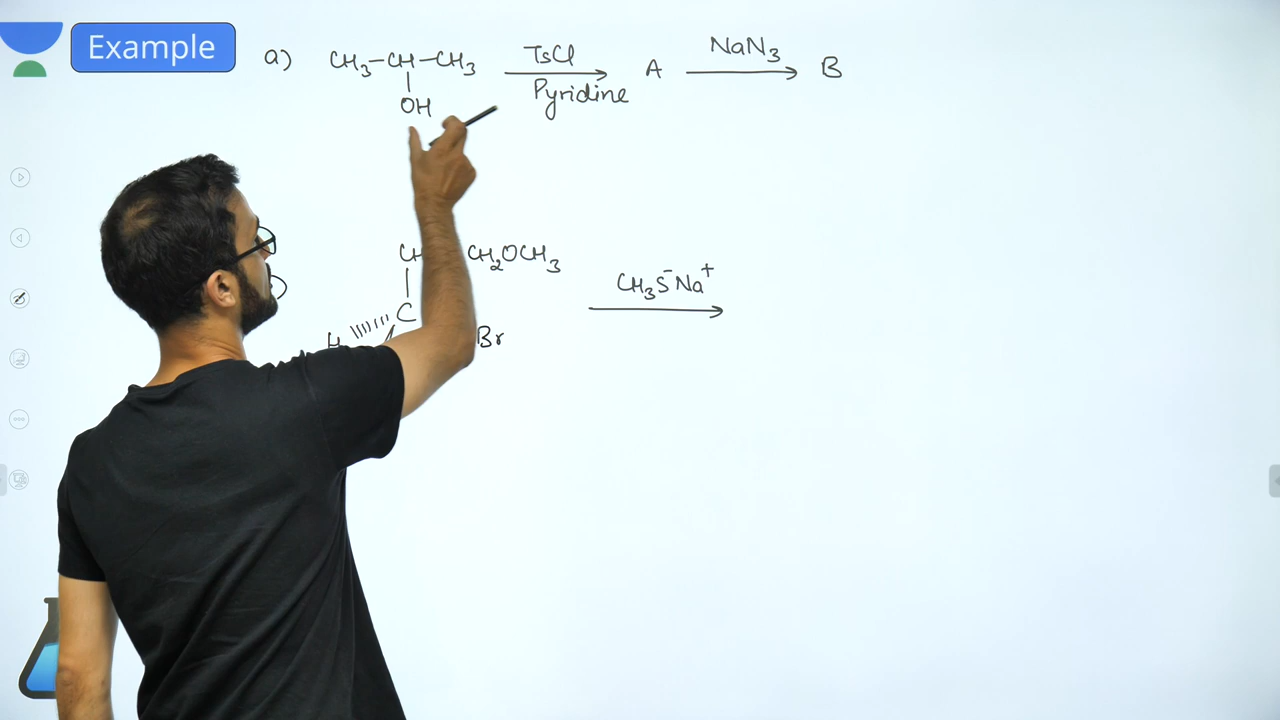 Example
a) CH3-CH-CH3 TsCl A NaN3 B
OH Pyridine
CH2OCH3 CH3S-Na+
C
H Br